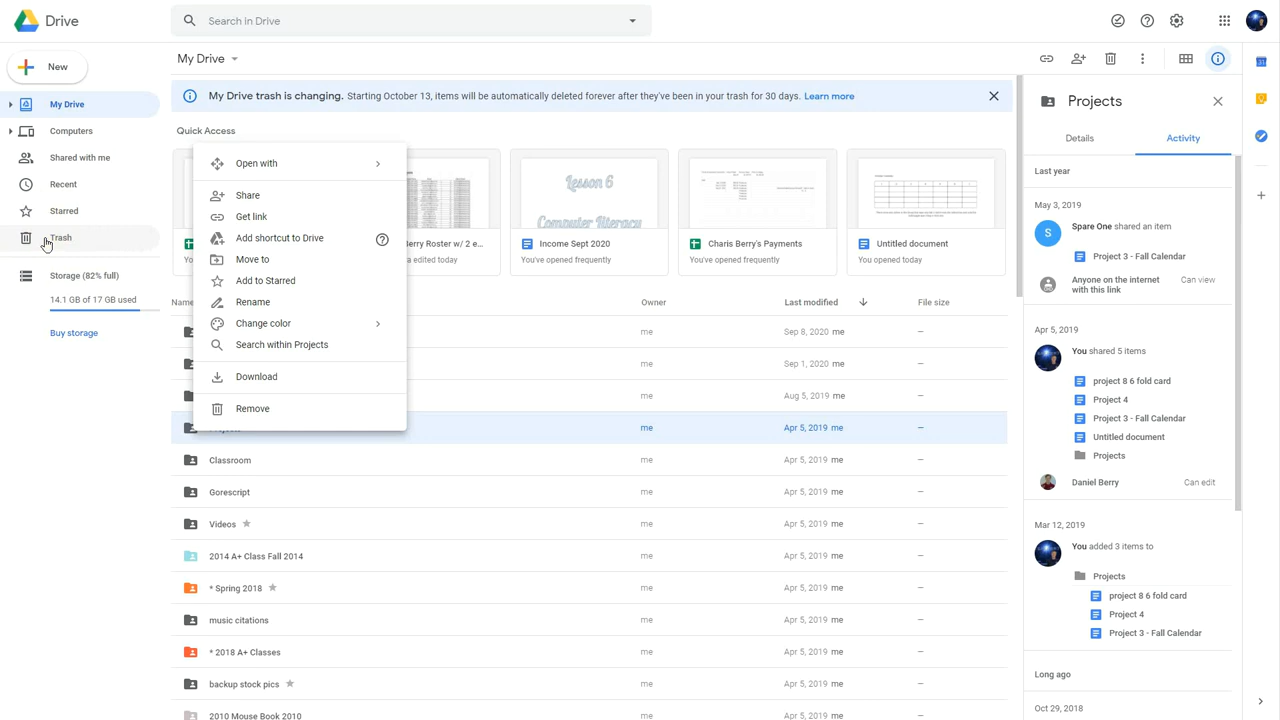 Drive
Search in Drive
New
My Drive
My Drive
Computers
Shared with me
Recent
Starred
Trash
Storage (82% full)
14.1 GB of 17 GB used
Buy storage
My Drive trash is changing. Starting October 13, items will be automatically deleted forever after they've been in your trash for 30 days. Learn more
Quick Access
Open with
Share
Get link
Add shortcut to Drive
Move to
Add to Starred
Rename
Change color
Search within Projects
Download
Remove
Berry Roster w/ 2 e...
edited today
Lesson 6
Computer Literacy
Income Sept 2020
You've opened frequently
Charis Berry's Payments
You've opened frequently
Untitled document
You opened today
Name Owner Last modified File size
me Sep 8, 2020 me –
me Sep 1, 2020 me –
me Aug 5, 2019 me –
me Apr 5, 2019 me –
Classroom me Apr 5, 2019 me –
Gorescript me Apr 5, 2019 me –
Videos me Apr 5, 2019 me –
2014 A+ Class Fall 2014 me Apr 5, 2019 me –
* Spring 2018 me Apr 5, 2019 me –
music citations me Apr 5, 2019 me –
* 2018 A+ Classes me Apr 5, 2019 me –
backup stock pics me Apr 5, 2019 me –
2010 Mouse Book 2010 me Apr 5, 2019 me –
Projects
Details Activity
Last year
May 3, 2019
S
Spare One shared an item
Project 3 - Fall Calendar
Anyone on the internet Can view
with this link
Apr 5, 2019
You shared 5 items
project 8 6 fold card
Project 4
Project 3 - Fall Calendar
Untitled document
Projects
Daniel Berry Can edit
Mar 12, 2019
You added 3 items to
Projects
project 8 6 fold card
Project 4
Project 3 - Fall Calendar
Long ago
Oct 29, 2018